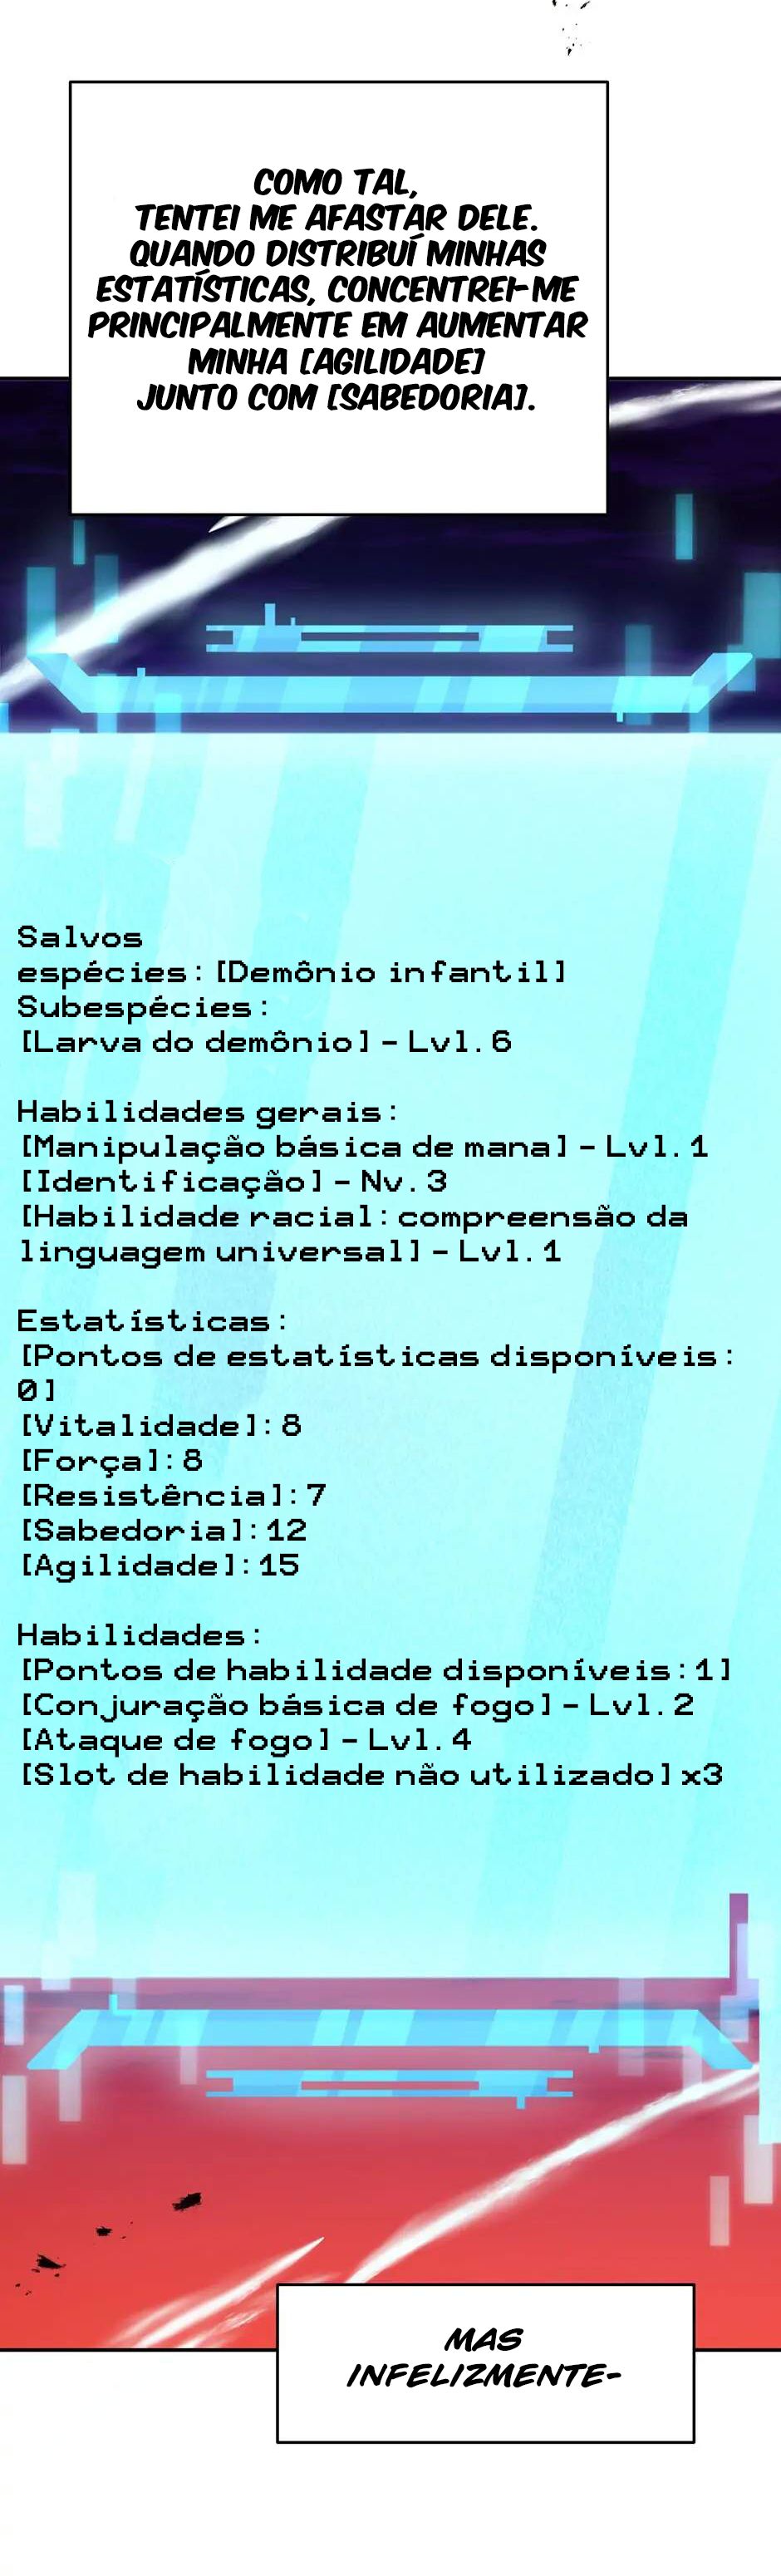 COMO TAL,
TENTEI ME AFASTAR DELE.
QUANDO DISTRIBUÍ MINHAS
ESTATÍSTICAS, CONCENTREI-ME
PRINCIPALMENTE EM AUMENTAR
MINHA [AGILIDADE]
JUNTO COM [SABEDORIA].
Salvos
espécies: [Demônio infantil]
Subespécies:
[Larva do demônio] - Lvl. 6
Habilidades gerais:
[Manipulação básica de mana] - Lvl. 1
[Identificação] - Nv. 3
[Habilidade racial: compreensão da
linguagem universal] - Lvl. 1
Estatísticas:
[Pontos de estatísticas disponíveis:
0]
[Vitalidade]: 8
[Força]: 8
[Resistência]: 7
[Sabedoria]: 12
[Agilidade]: 15
Habilidades:
[Pontos de habilidade disponíveis: 1]
[Conjuração básica de fogo] - Lvl. 2
[Ataque de fogo] - Lvl. 4
[Slot de habilidade não utilizado] x3
MAS
INFELIZMENTE-